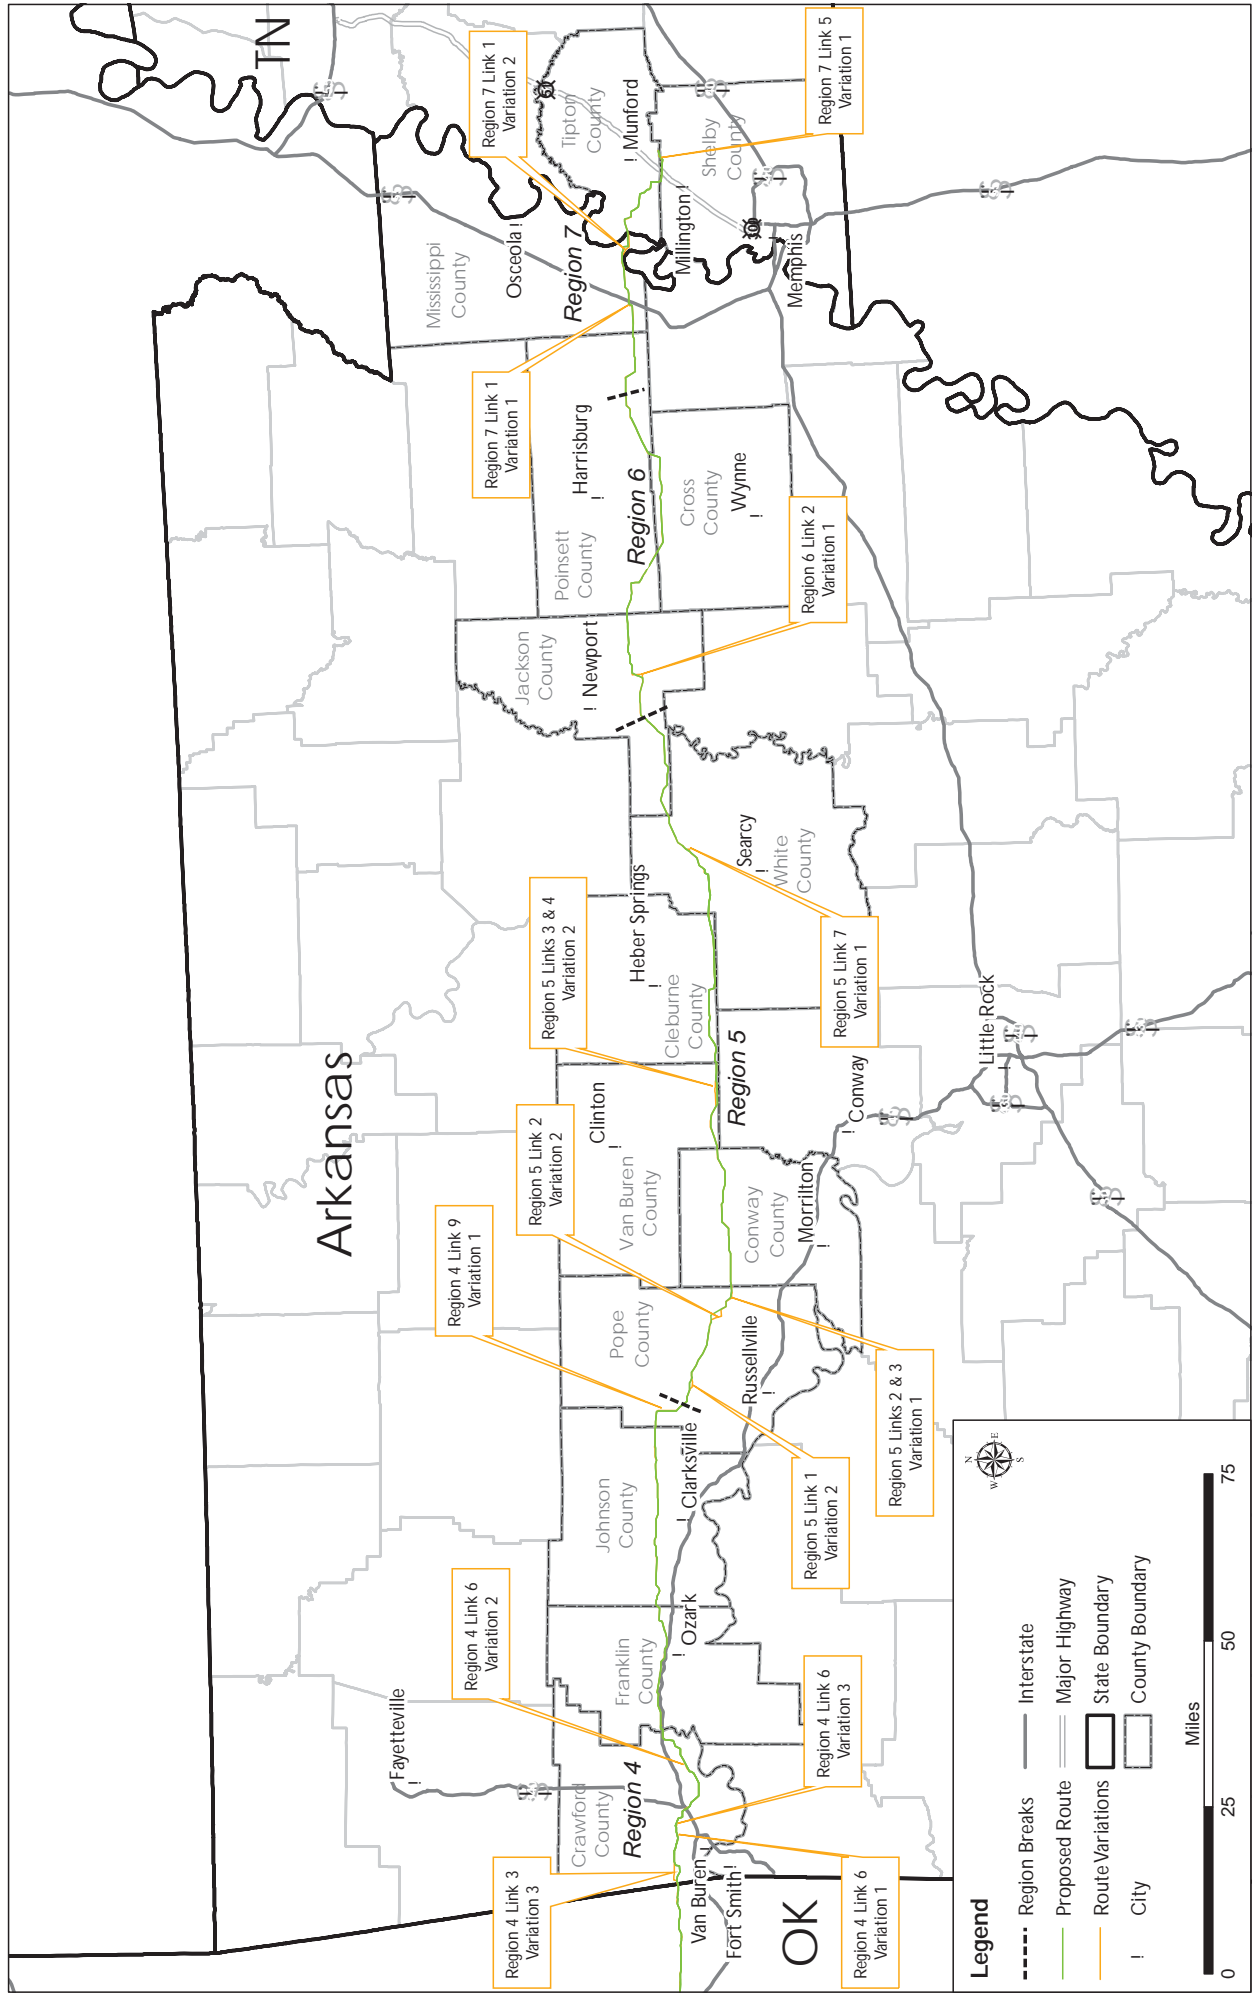 Arkansas
TN
OK
Region 4
Region 5
Region 6
Region 7
Region 4 Link 3
Variation 3
Region 4 Link 6
Variation 2
Region 4 Link 9
Variation 1
Region 5 Link 2
Variation 2
Region 5 Links 3 & 4
Variation 2
Region 7 Link 1
Variation 1
Region 7 Link 1
Variation 2
Region 4 Link 6
Variation 1
Region 4 Link 6
Variation 3
Region 5 Link 1
Variation 2
Region 5 Links 2 & 3
Variation 1
Region 5 Link 7
Variation 1
Region 6 Link 2
Variation 1
Region 7 Link 5
Variation 1
Crawford
County
Franklin
County
Johnson
County
Pope
County
Van Buren
County
Conway
County
Cleburne
County
White
County
Jackson
County
Poinsett
County
Cross
County
Mississippi
County
Tipton
County
Shelby
County
Fayetteville
Van Buren
Fort Smith
Ozark
Clarksville
Russellville
Morrilton
Clinton
Conway
Little Rock
Heber Springs
Searcy
Newport
Harrisburg
Wynne
Osceola
Munford
Millington
Memphis
Legend
Region Breaks
Proposed Route
Route Variations
! City
Interstate
Major Highway
State Boundary
County Boundary
N
E
S
W
0 25 50 75
Miles